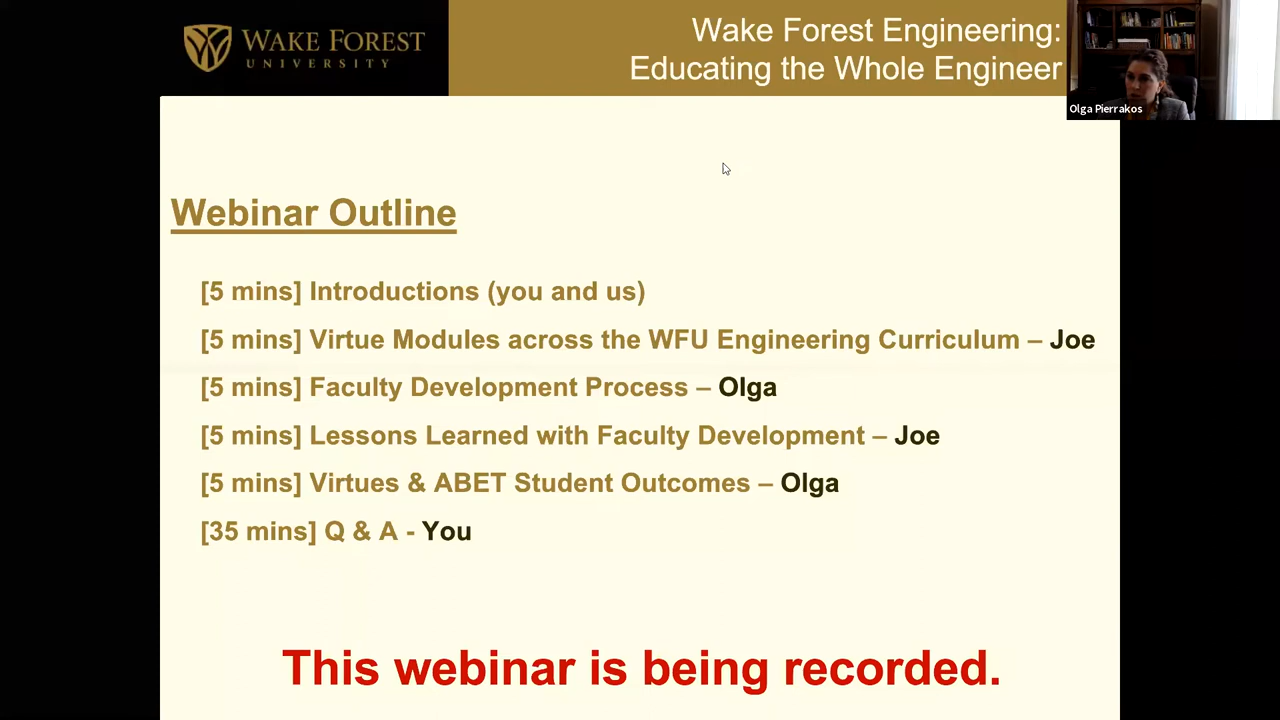 WAKE FOREST
UNIVERSITY
Wake Forest Engineering:
Educating the Whole Engineer
Olga Pierrakos
Webinar Outline
[5 mins] Introductions (you and us)
[5 mins] Virtue Modules across the WFU Engineering Curriculum – Joe
[5 mins] Faculty Development Process – Olga
[5 mins] Lessons Learned with Faculty Development – Joe
[5 mins] Virtues & ABET Student Outcomes – Olga
[35 mins] Q & A - You
This webinar is being recorded.